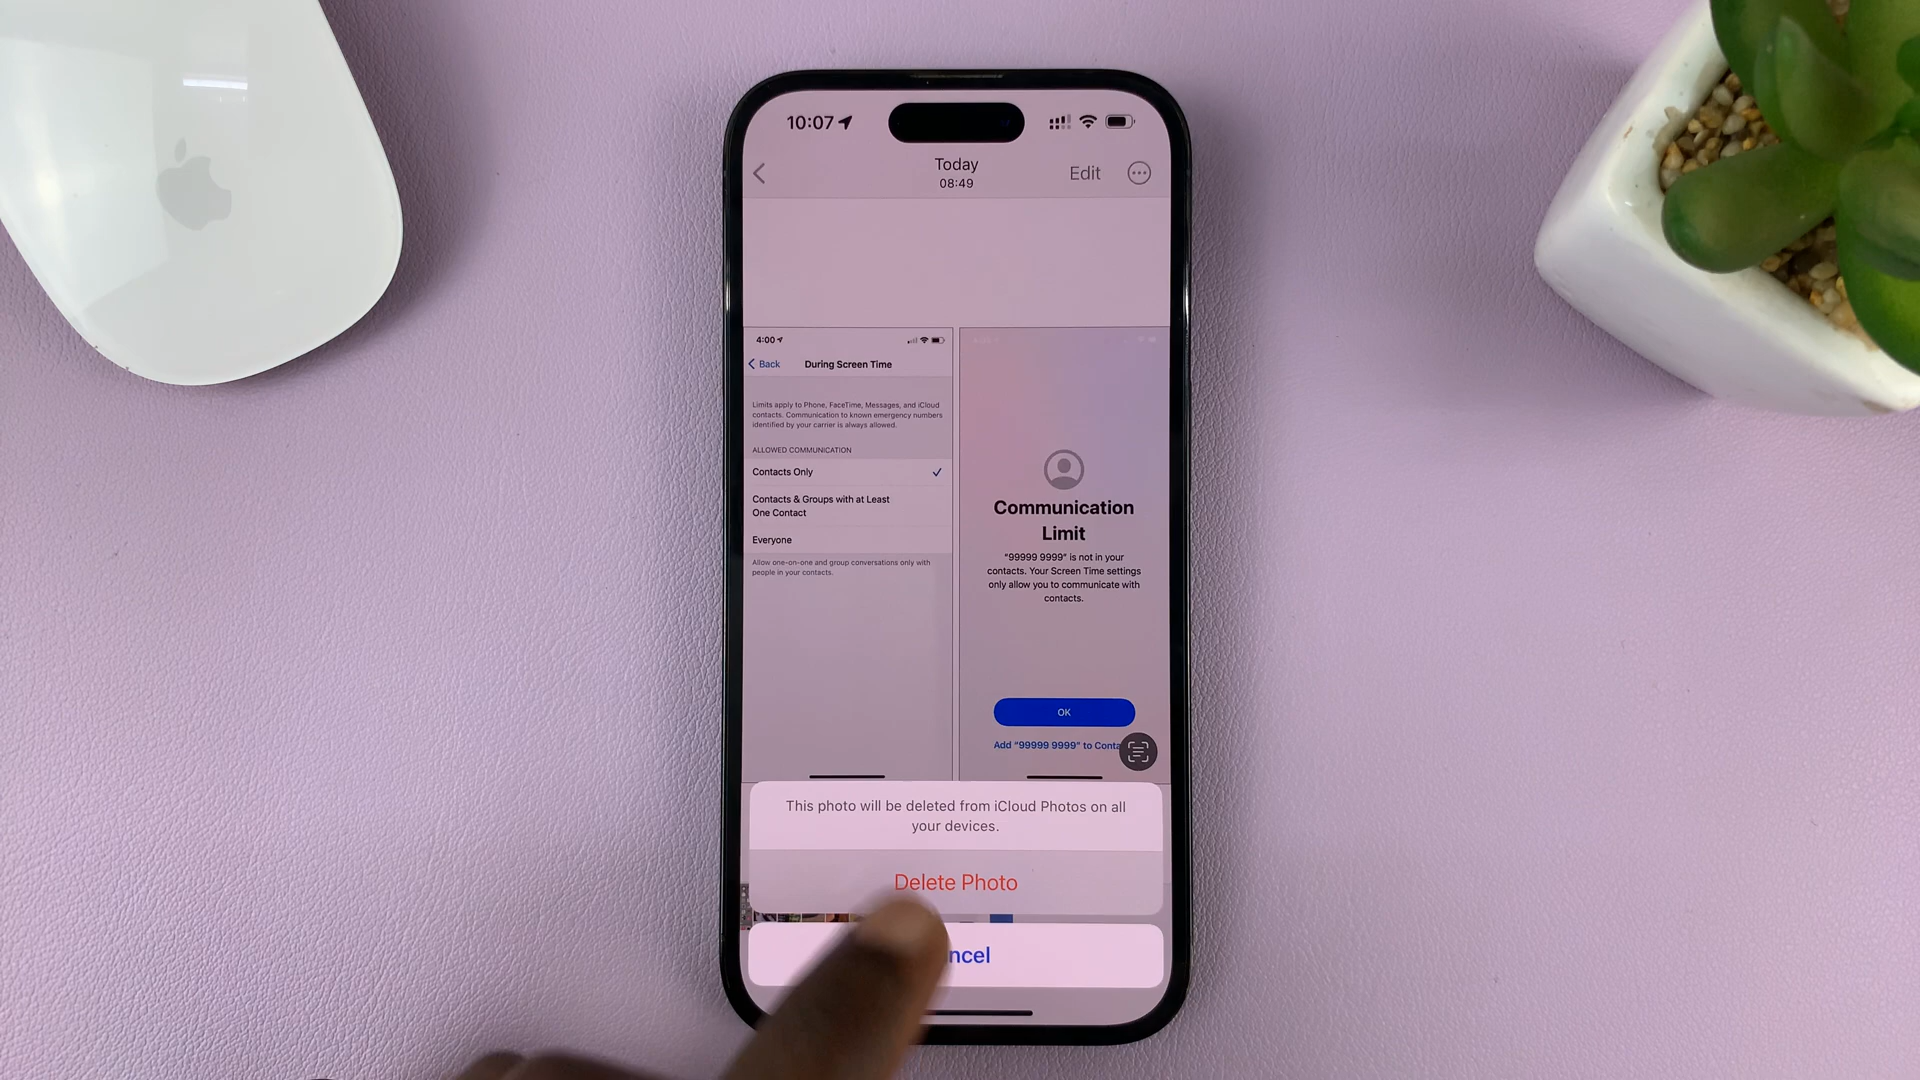 10:07
Today
08:49
Edit
4:00
Back
During Screen Time
Limits apply to Phone, FaceTime, Messages, and iCloud
contacts. Communication to known emergency numbers
identified by your carrier is always allowed.
ALLOWED COMMUNICATION
Contacts Only
Contacts & Groups with at Least
One Contact
Everyone
Allow one-on-one and group conversations only with
people in your contacts.
Communication
Limit
"99999 9999" is not in your
contacts. Your Screen Time settings
only allow you to communicate with
contacts.
OK
Add "99999 9999" to Conta
This photo will be deleted from iCloud Photos on all
your devices.
Delete Photo
ncel